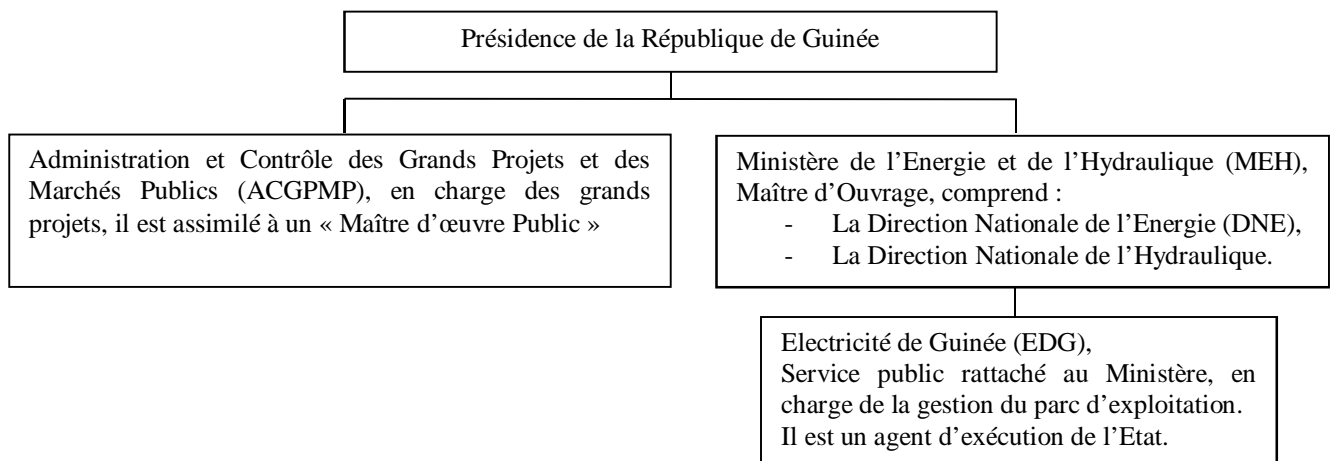 Présidence de la République de Guinée
Administration et Contrôle des Grands Projets et des
Marchés Publics (ACGPMP), en charge des grands
projets, il est assimilé à un « Maître d’œuvre Public »
Ministère de l’Energie et de l’Hydraulique (MEH),
Maître d’Ouvrage, comprend :
- La Direction Nationale de l’Energie (DNE),
- La Direction Nationale de l’Hydraulique.
Electricité de Guinée (EDG),
Service public rattaché au Ministère, en
charge de la gestion du parc d’exploitation.
Il est un agent d’exécution de l’Etat.